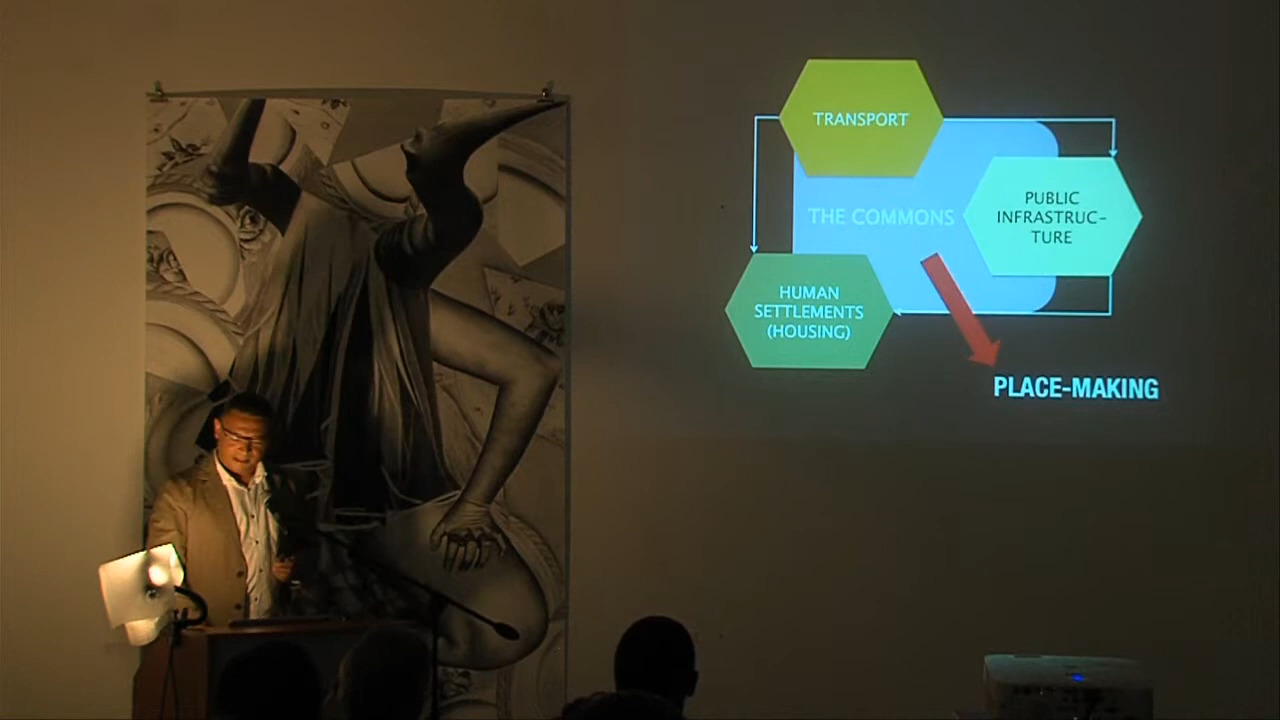 TRANSPORT
THE COMMONS
PUBLIC
INFRASTRUC-
TURE
HUMAN
SETTLEMENTS
(HOUSING)
PLACE-MAKING